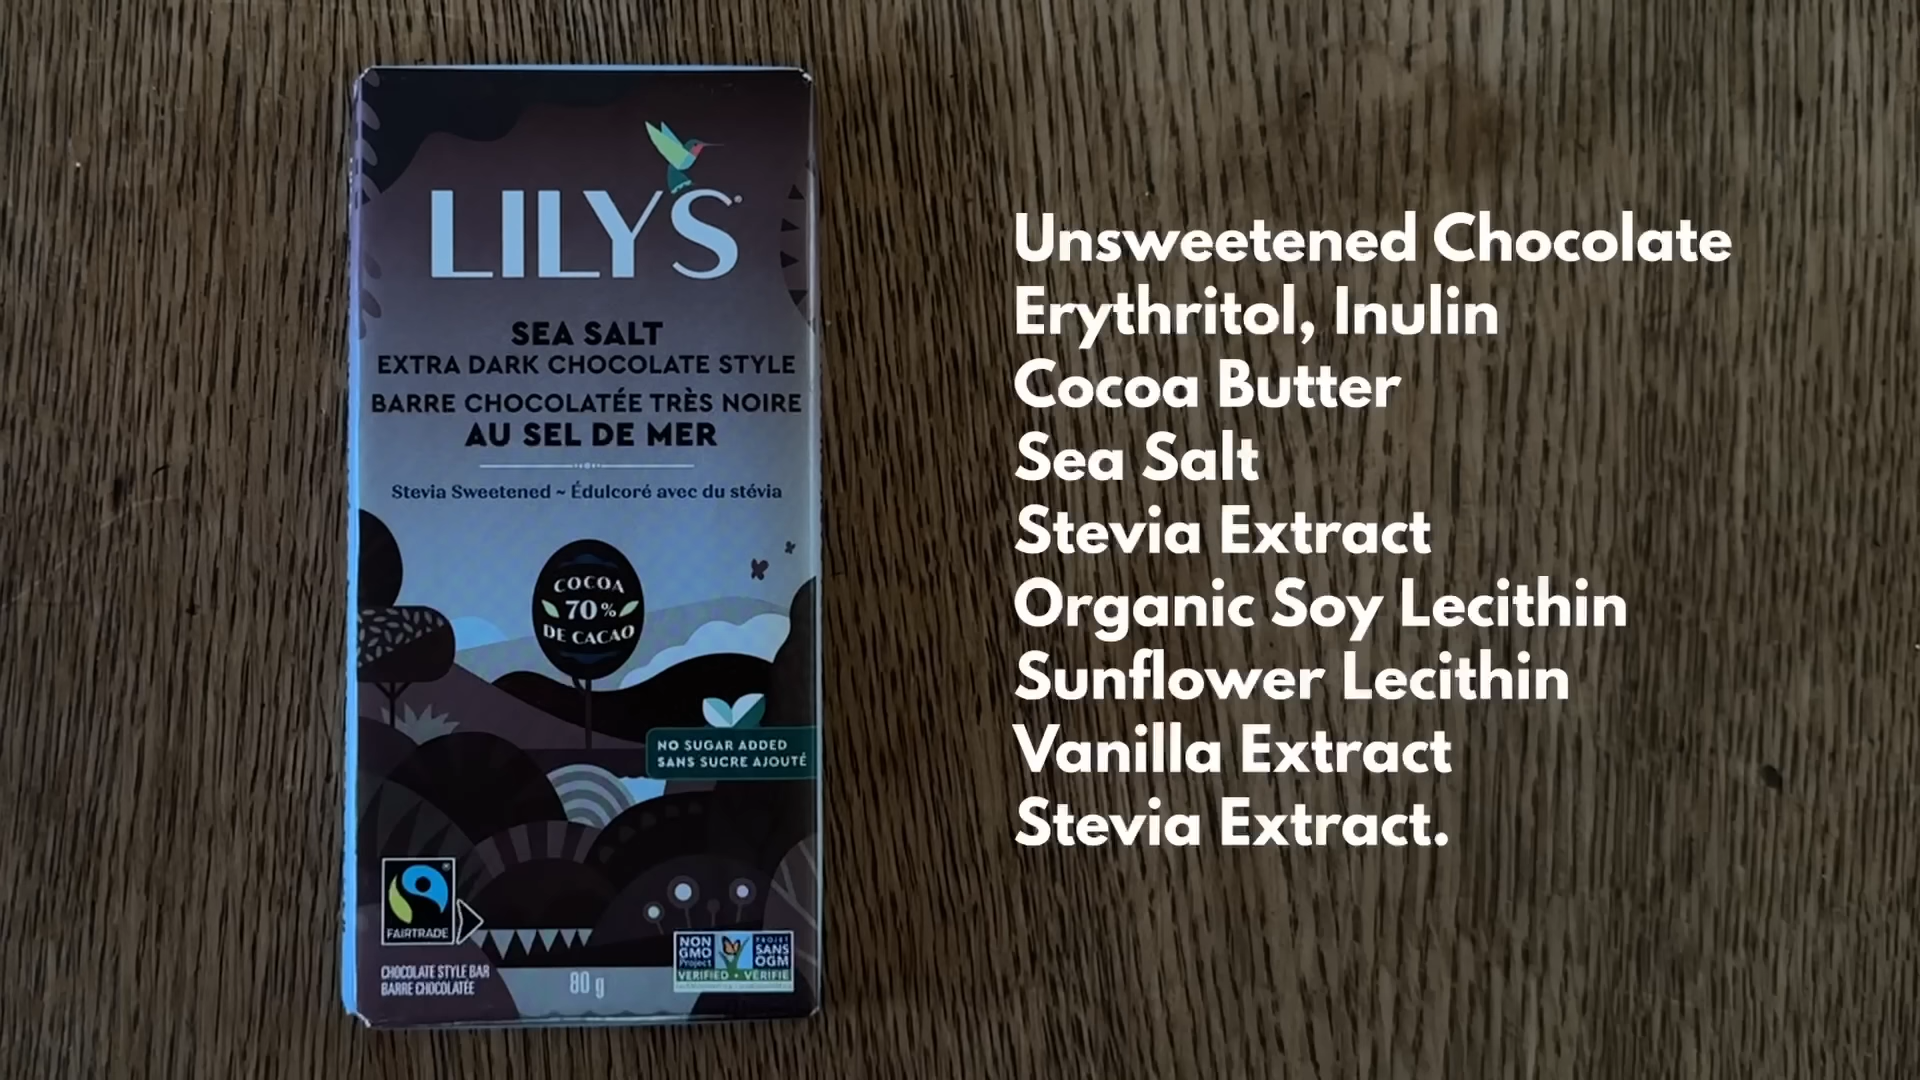 LILY'S
SEA SALT
EXTRA DARK CHOCOLATE STYLE
BARRE CHOCOLATÉE TRÈS NOIRE
AU SEL DE MER
Stevia Sweetened ~ Édulcoré avec du stévia
COCOA
70%
DE CACAO
NO SUGAR ADDED
SANS SUCRE AJOUTÉ
FAIRTRADE
CHOCOLATE STYLE BAR
BARRE CHOCOLATÉE
80 g
NON
GMO
Project
PROJET
SANS
OGM
VERIFIED • VÉRIFIÉ
Unsweetened Chocolate
Erythritol, Inulin
Cocoa Butter
Sea Salt
Stevia Extract
Organic Soy Lecithin
Sunflower Lecithin
Vanilla Extract
Stevia Extract.